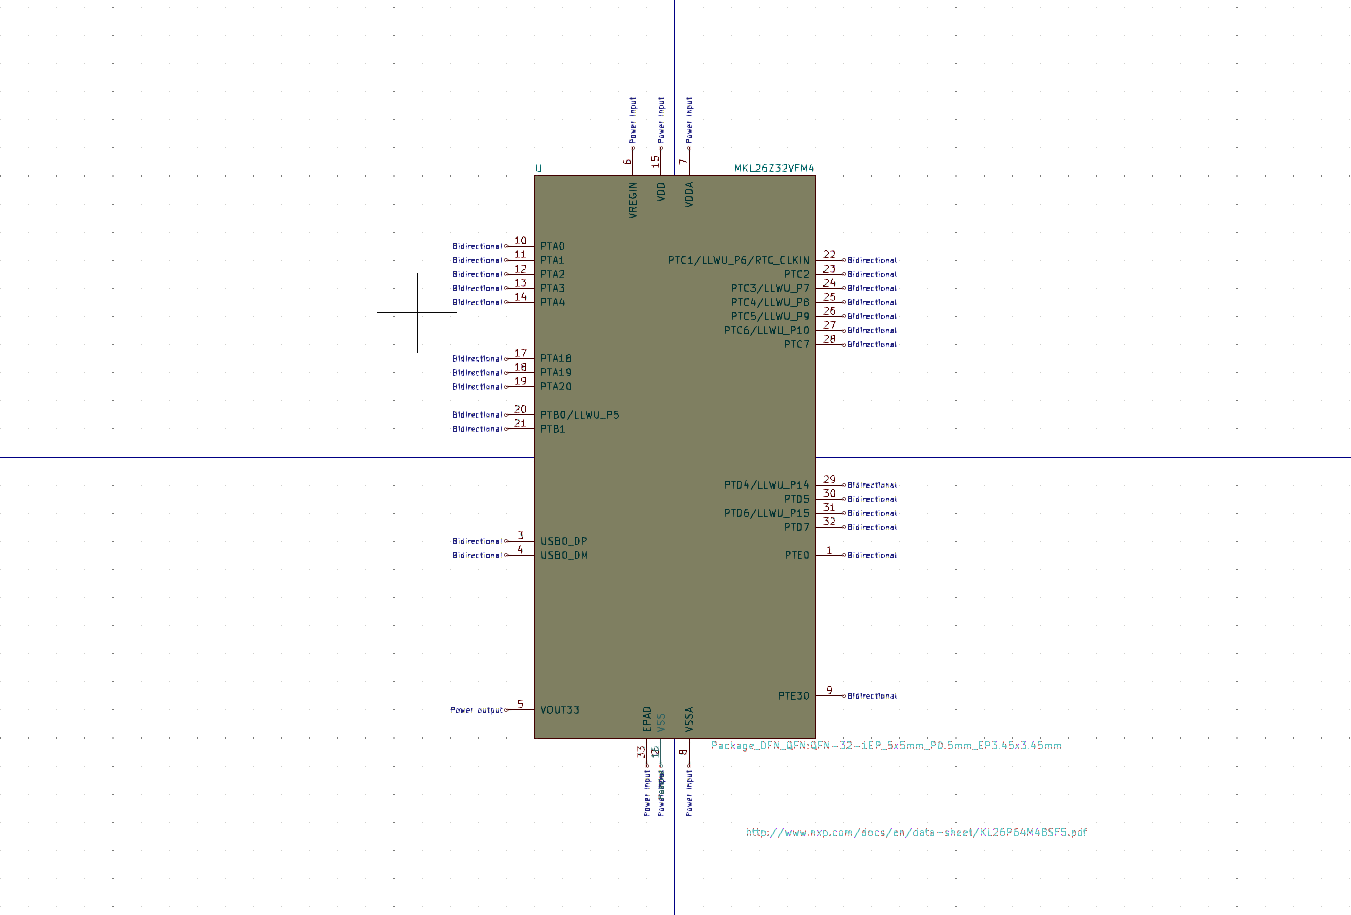 Power Input Power Input Power Input
6 15 7
U MKL26Z32VFM4
VREGIN VDD VDDA
Bidirectional 10 PTA0
Bidirectional 11 PTA1
Bidirectional 12 PTA2
Bidirectional 13 PTA3
Bidirectional 14 PTA4
Bidirectional 17 PTA18
Bidirectional 18 PTA19
Bidirectional 19 PTA20
Bidirectional 20 PTB0/LLWU_P5
Bidirectional 21 PTB1
Bidirectional 3 USB0_DP
Bidirectional 4 USB0_DM
Power output 5 VOUT33
PTC1/LLWU_P6/RTC_CLKIN 22 Bidirectional
PTC2 23 Bidirectional
PTC3/LLWU_P7 24 Bidirectional
PTC4/LLWU_P8 25 Bidirectional
PTC5/LLWU_P9 26 Bidirectional
PTC6/LLWU_P10 27 Bidirectional
PTC7 28 Bidirectional
PTD4/LLWU_P14 29 Bidirectional
PTD5 30 Bidirectional
PTD6/LLWU_P15 31 Bidirectional
PTD7 32 Bidirectional
PTE0 1 Bidirectional
PTE30 9 Bidirectional
EPAD VSS VSSA
33 8
Power Input Power Input
Package_DFN_QFN:QFN-32-1EP_5x5mm_P0.5mm_EP3.45x3.45mm
http://www.nxp.com/docs/en/data-sheet/KL26P64M48SF5.pdf